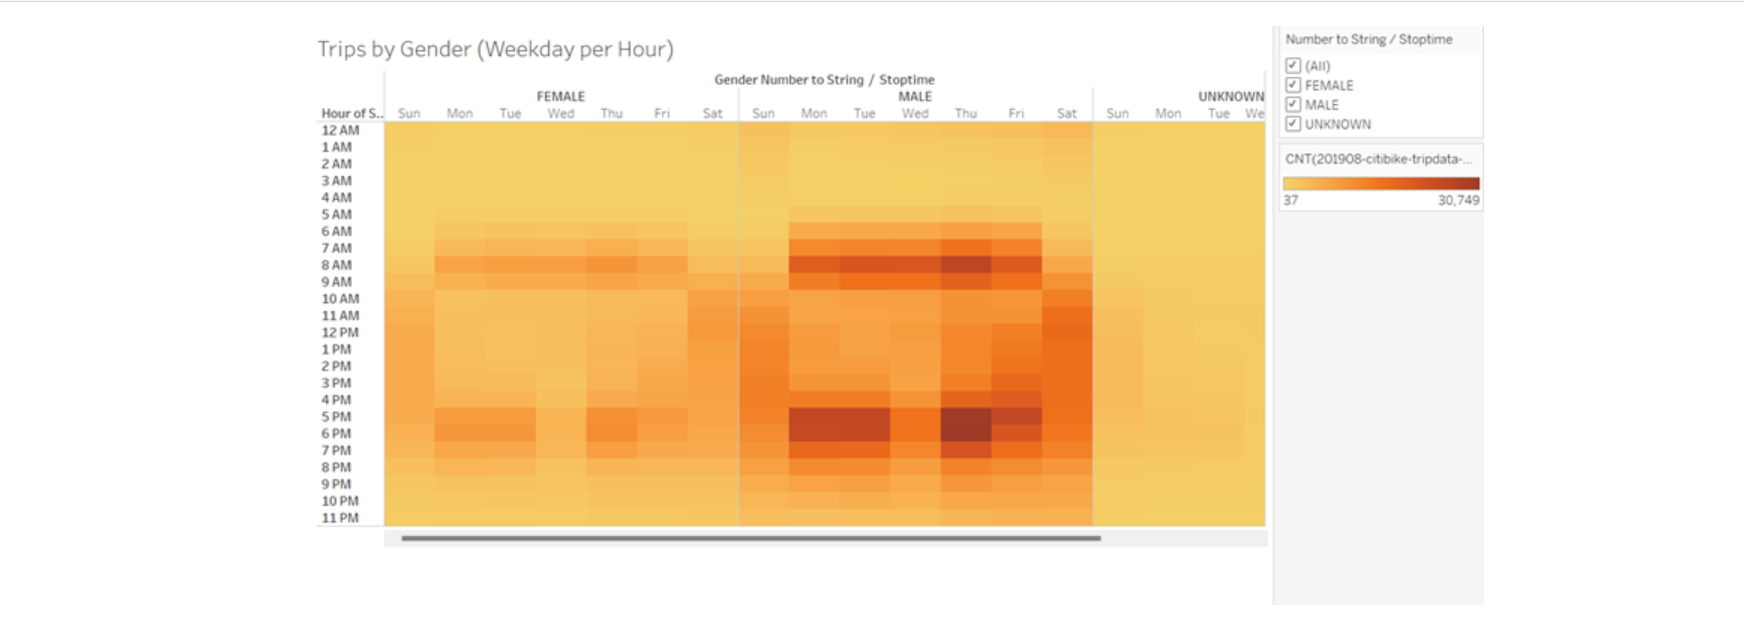 Trips by Gender (Weekday per Hour)
Gender Number to String / Stoptime
FEMALE MALE UNKNOWN
Hour of S.. Sun Mon Tue Wed Thu Fri Sat Sun Mon Tue Wed Thu Fri Sat Sun Mon Tue We
12 AM
1 AM
2 AM
3 AM
4 AM
5 AM
6 AM
7 AM
8 AM
9 AM
10 AM
11 AM
12 PM
1 PM
2 PM
3 PM
4 PM
5 PM
6 PM
7 PM
8 PM
9 PM
10 PM
11 PM
Number to String / Stoptime
(All)
FEMALE
MALE
UNKNOWN
CNT(201908-citibike-tripdata-...
37 30,749